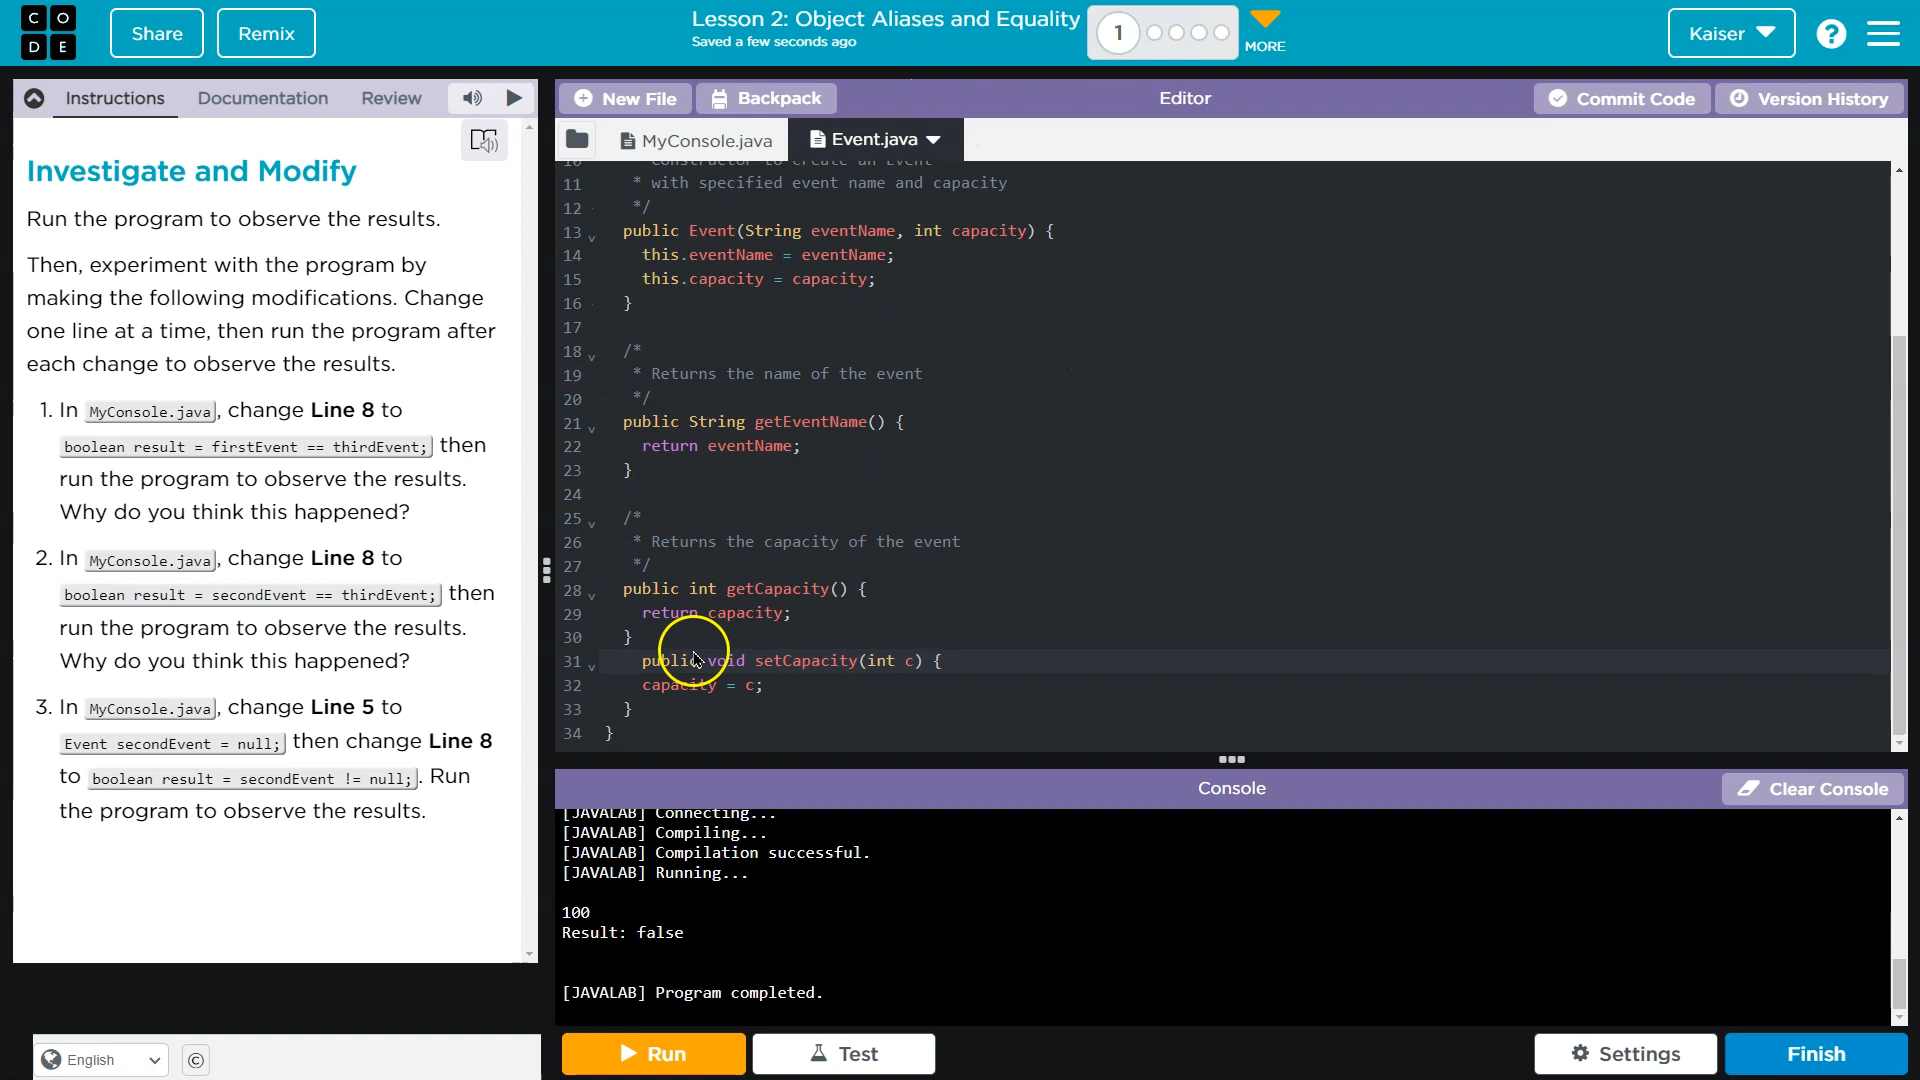 CODE
Share
Remix
Lesson 2: Object Aliases and Equality
Saved a few seconds ago
1
MORE
Kaiser
?
Instructions
Documentation
Review
Investigate and Modify
Run the program to observe the results.
Then, experiment with the program by
making the following modifications. Change
one line at a time, then run the program after
each change to observe the results.
1. In MyConsole.java, change Line 8 to
boolean result = firstEvent == thirdEvent; then
run the program to observe the results.
Why do you think this happened?
2. In MyConsole.java, change Line 8 to
boolean result = secondEvent == thirdEvent; then
run the program to observe the results.
Why do you think this happened?
3. In MyConsole.java, change Line 5 to
Event secondEvent = null; then change Line 8
to boolean result = secondEvent != null;. Run
the program to observe the results.
English
©
New File
Backpack
Editor
Commit Code
Version History
MyConsole.java
Event.java
10 * Constructor to create an Event
11 * with specified event name and capacity
12 */
13 public Event(String eventName, int capacity) {
14 this.eventName = eventName;
15 this.capacity = capacity;
16 }
17
18 /*
19 * Returns the name of the event
20 */
21 public String getEventName() {
22 return eventName;
23 }
24
25 /*
26 * Returns the capacity of the event
27 */
28 public int getCapacity() {
29 return capacity;
30 }
31 public void setCapacity(int c) {
32 capacity = c;
33 }
34 }
Console
Clear Console
[JAVALAB] Connecting...
[JAVALAB] Compiling...
[JAVALAB] Compilation successful.
[JAVALAB] Running...
100
Result: false
[JAVALAB] Program completed.
Run
Test
Settings
Finish